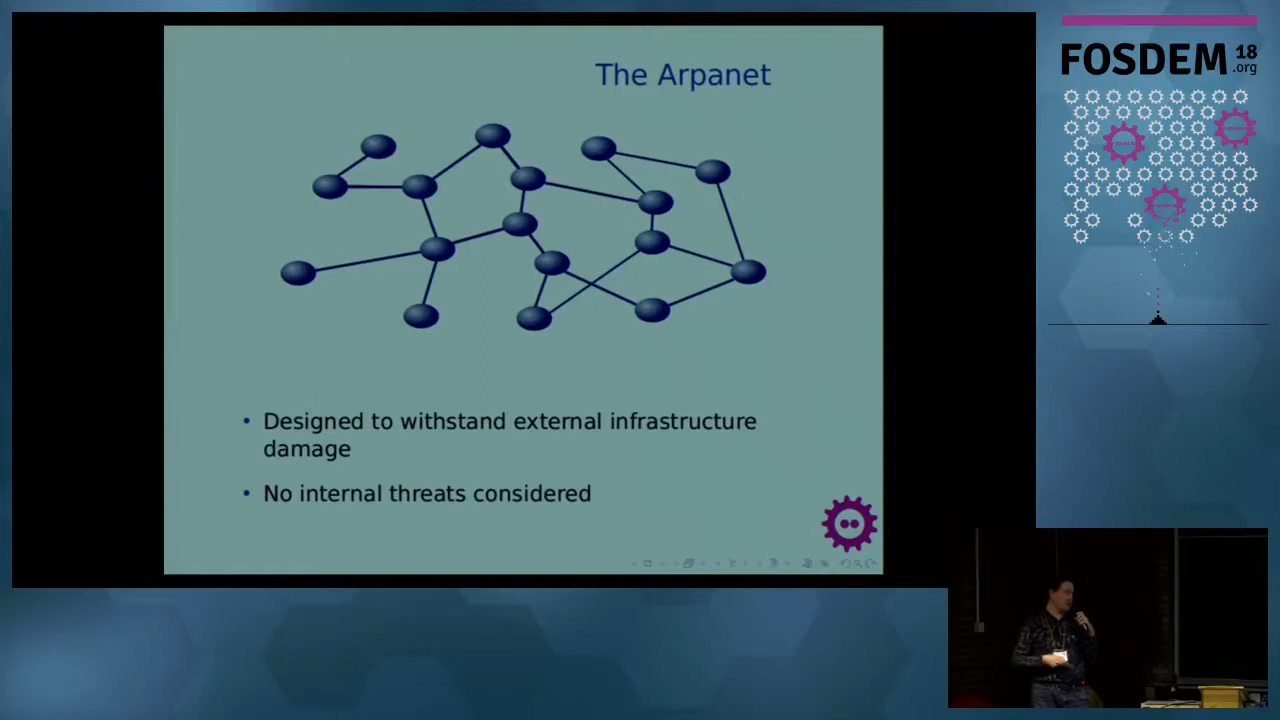 The Arpanet
• Designed to withstand external infrastructure
damage
• No internal threats considered
FOSDEM 18
.org